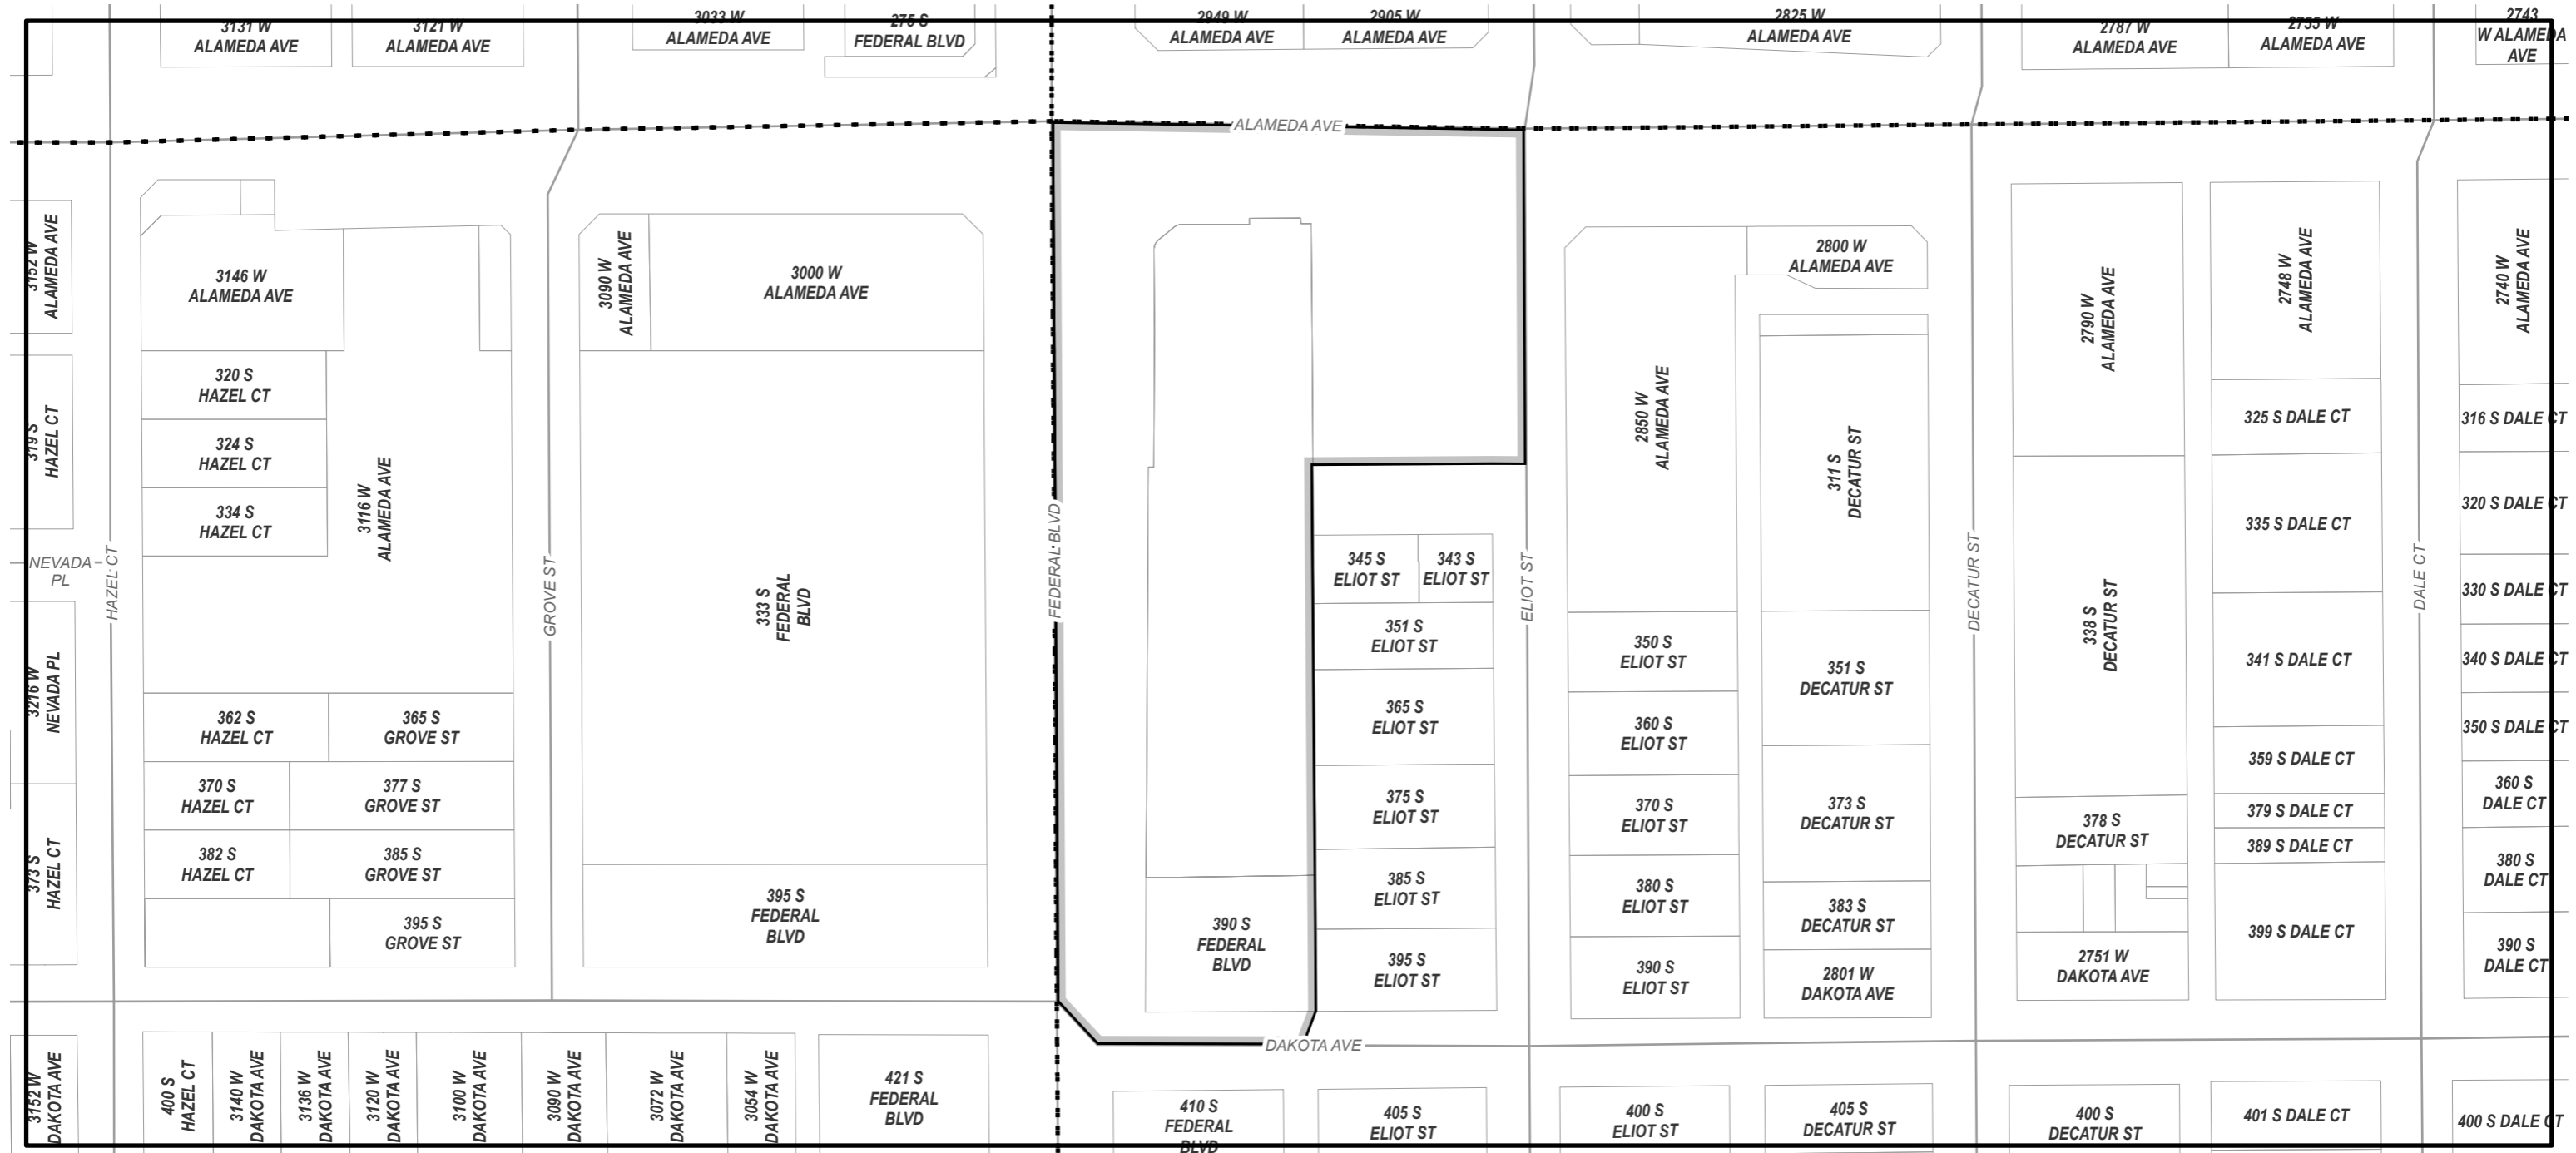 3131 W
ALAMEDA AVE
3121 W
ALAMEDA AVE
3033 W
ALAMEDA AVE
275 S
FEDERAL BLVD
2949 W
ALAMEDA AVE
2905 W
ALAMEDA AVE
2825 W
ALAMEDA AVE
2787 W
ALAMEDA AVE
2755 W
ALAMEDA AVE
2743
W ALAMEDA
AVE
ALAMEDA AVE
3152 W
ALAMEDA AVE
3146 W
ALAMEDA AVE
3090 W
ALAMEDA AVE
3000 W
ALAMEDA AVE
2800 W
ALAMEDA AVE
2790 W
ALAMEDA AVE
2748 W
ALAMEDA AVE
2740 W
ALAMEDA AVE
320 S
HAZEL CT
319 S
HAZEL CT
324 S
HAZEL CT
334 S
HAZEL CT
3116 W
ALAMEDA AVE
2850 W
ALAMEDA AVE
311 S
DECATUR ST
325 S DALE CT
316 S DALE CT
335 S DALE CT
320 S DALE CT
NEVADA
PL
HAZEL CT
GROVE ST
333 S
FEDERAL
BLVD
FEDERAL BLVD
345 S
ELIOT ST
343 S
ELIOT ST
ELIOT ST
DECATUR ST
338 S
DECATUR ST
DALE CT
330 S DALE CT
3216 W
NEVADA PL
351 S
ELIOT ST
350 S
ELIOT ST
351 S
DECATUR ST
341 S DALE CT
340 S DALE CT
362 S
HAZEL CT
365 S
GROVE ST
365 S
ELIOT ST
360 S
ELIOT ST
359 S DALE CT
350 S DALE CT
370 S
HAZEL CT
377 S
GROVE ST
375 S
ELIOT ST
370 S
ELIOT ST
373 S
DECATUR ST
378 S
DECATUR ST
379 S DALE CT
360 S
DALE CT
373 S
HAZEL CT
382 S
HAZEL CT
385 S
GROVE ST
385 S
ELIOT ST
380 S
ELIOT ST
383 S
DECATUR ST
389 S DALE CT
380 S
DALE CT
395 S
GROVE ST
395 S
FEDERAL
BLVD
390 S
FEDERAL
BLVD
395 S
ELIOT ST
390 S
ELIOT ST
2801 W
DAKOTA AVE
2751 W
DAKOTA AVE
399 S DALE CT
390 S
DALE CT
DAKOTA AVE
3152 W
DAKOTA AVE
400 S
HAZEL CT
3140 W
DAKOTA AVE
3136 W
DAKOTA AVE
3120 W
DAKOTA AVE
3100 W
DAKOTA AVE
3090 W
DAKOTA AVE
3072 W
DAKOTA AVE
3054 W
DAKOTA AVE
421 S
FEDERAL
BLVD
410 S
FEDERAL
BLVD
405 S
ELIOT ST
400 S
ELIOT ST
405 S
DECATUR ST
400 S
DECATUR ST
401 S DALE CT
400 S DALE CT